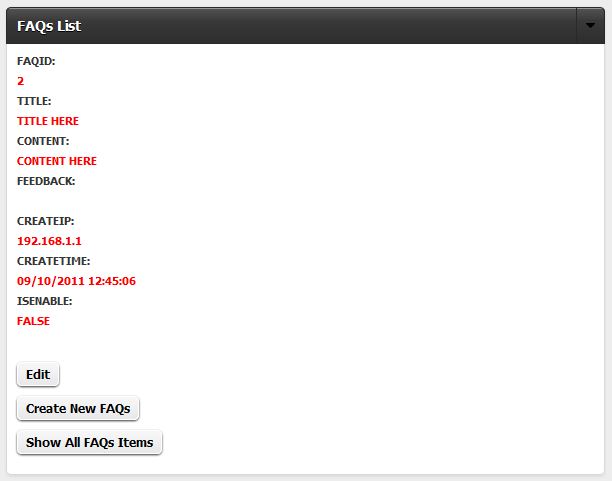 FAQs List
FAQID:
2
TITLE:
TITLE HERE
CONTENT:
CONTENT HERE
FEEDBACK:
CREATEIP:
192.168.1.1
CREATETIME:
09/10/2011 12:45:06
ISENABLE:
FALSE
Edit
Create New FAQs
Show All FAQs Items